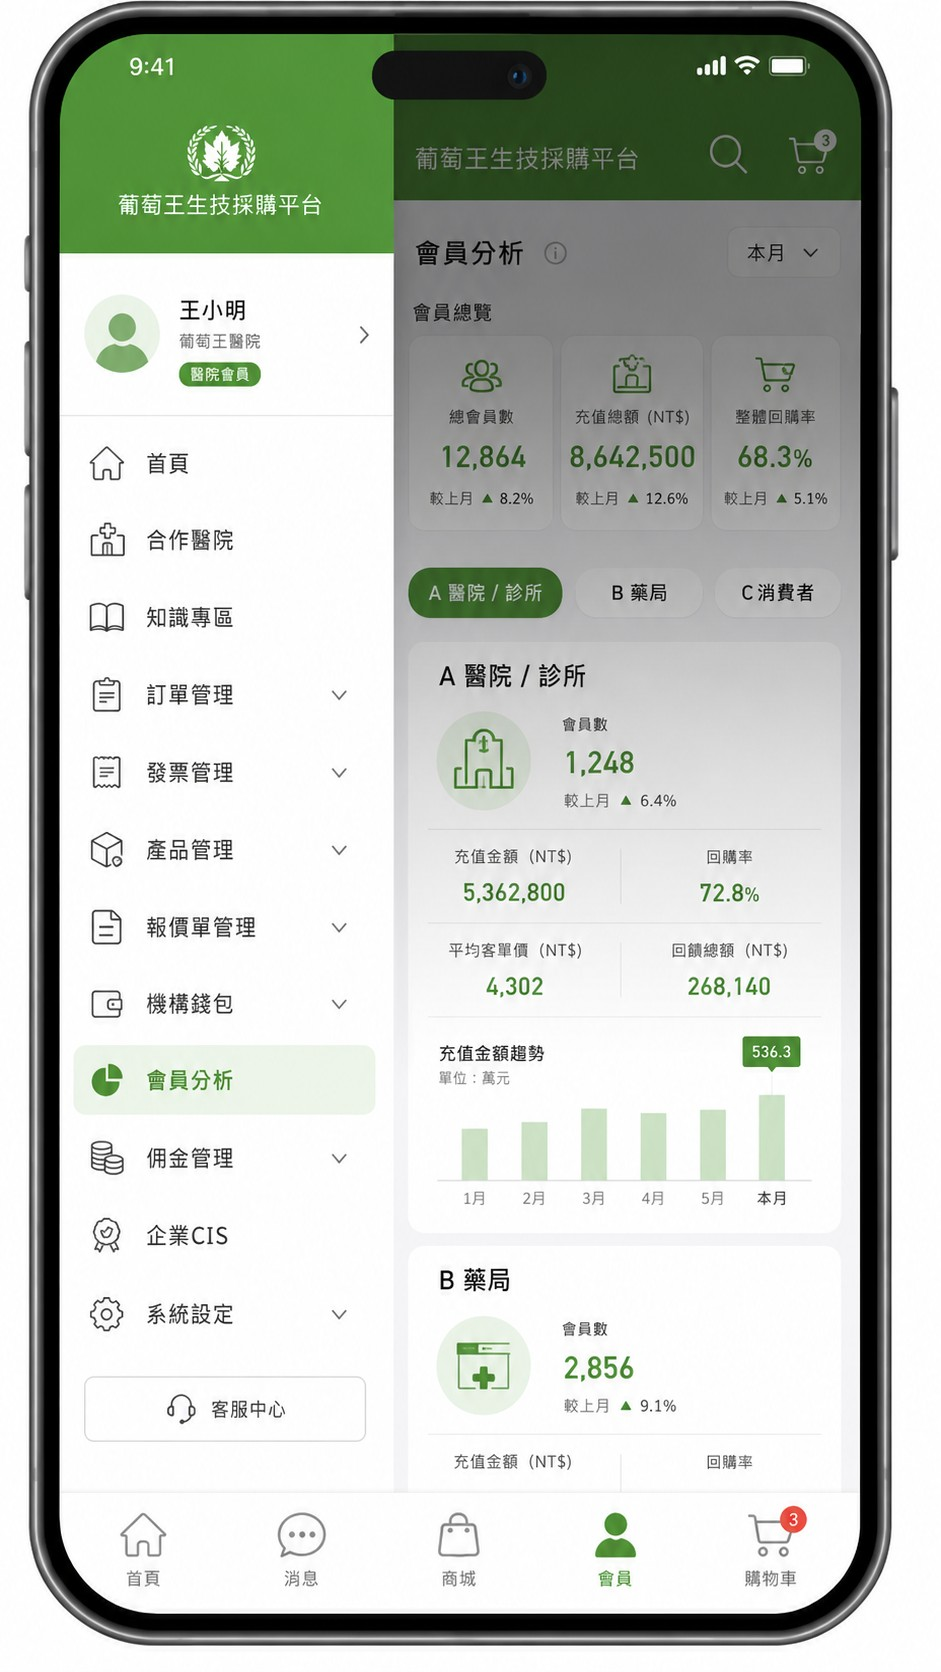 9:41
葡萄王生技採購平台
王小明
葡萄王醫院
醫院會員
首頁
合作醫院
知識專區
訂單管理
發票管理
產品管理
報價單管理
機構錢包
會員分析
佣金管理
企業CIS
系統設定
客服中心
葡萄王生技採購平台
3
會員分析
本月
會員總覽
總會員數 充值總額 (NT$) 整體回購率
12,864 8,642,500 68.3%
較上月 ▲ 8.2% 較上月 ▲ 12.6% 較上月 ▲ 5.1%
A 醫院 / 診所 B 藥局 C 消費者
A 醫院 / 診所
會員數
1,248
較上月 ▲ 6.4%
充值金額 (NT$) 回購率
5,362,800 72.8%
平均客單價 (NT$) 回饋總額 (NT$)
4,302 268,140
充值金額趨勢
單位：萬元
536.3
1月 2月 3月 4月 5月 本月
B 藥局
會員數
2,856
較上月 ▲ 9.1%
充值金額 (NT$) 回購率
3
首頁 消息 商城 會員 購物車